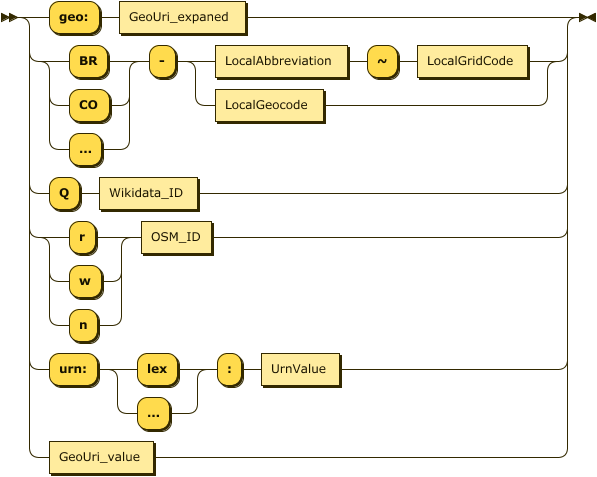 geo: GeoUri_expaned
BR - LocalAbbreviation ~ LocalGridCode
CO LocalGeocode
...
Q Wikidata_ID
r OSM_ID
w
n
urn: lex : UrnValue
...
GeoUri_value